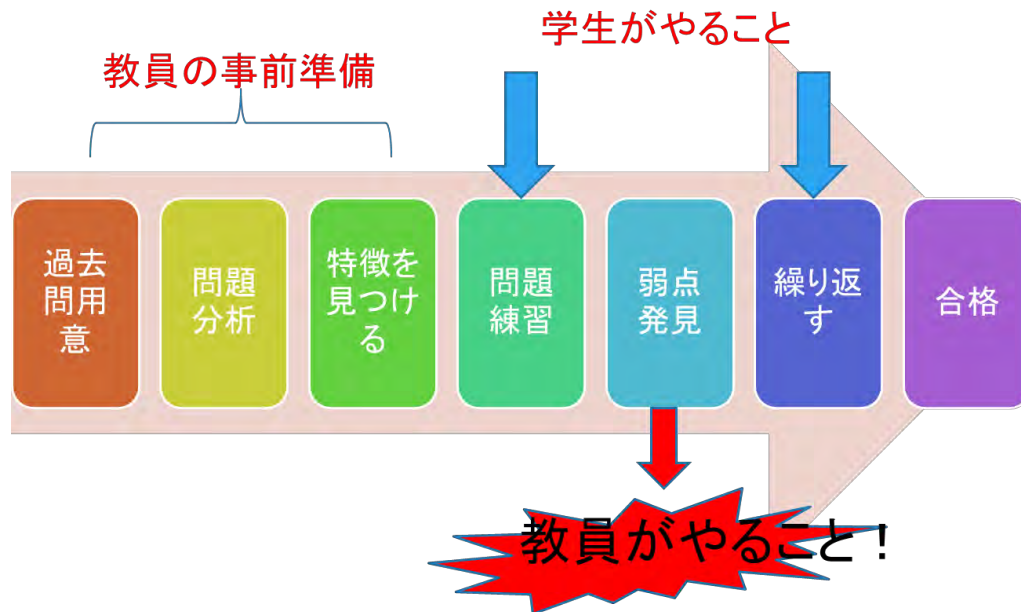 学生がやること
教員の事前準備
過去
問用
意
問題
分析
特徴を
見つけ
る
問題
練習
弱点
発見
繰り返
す
合格
教員がやること！